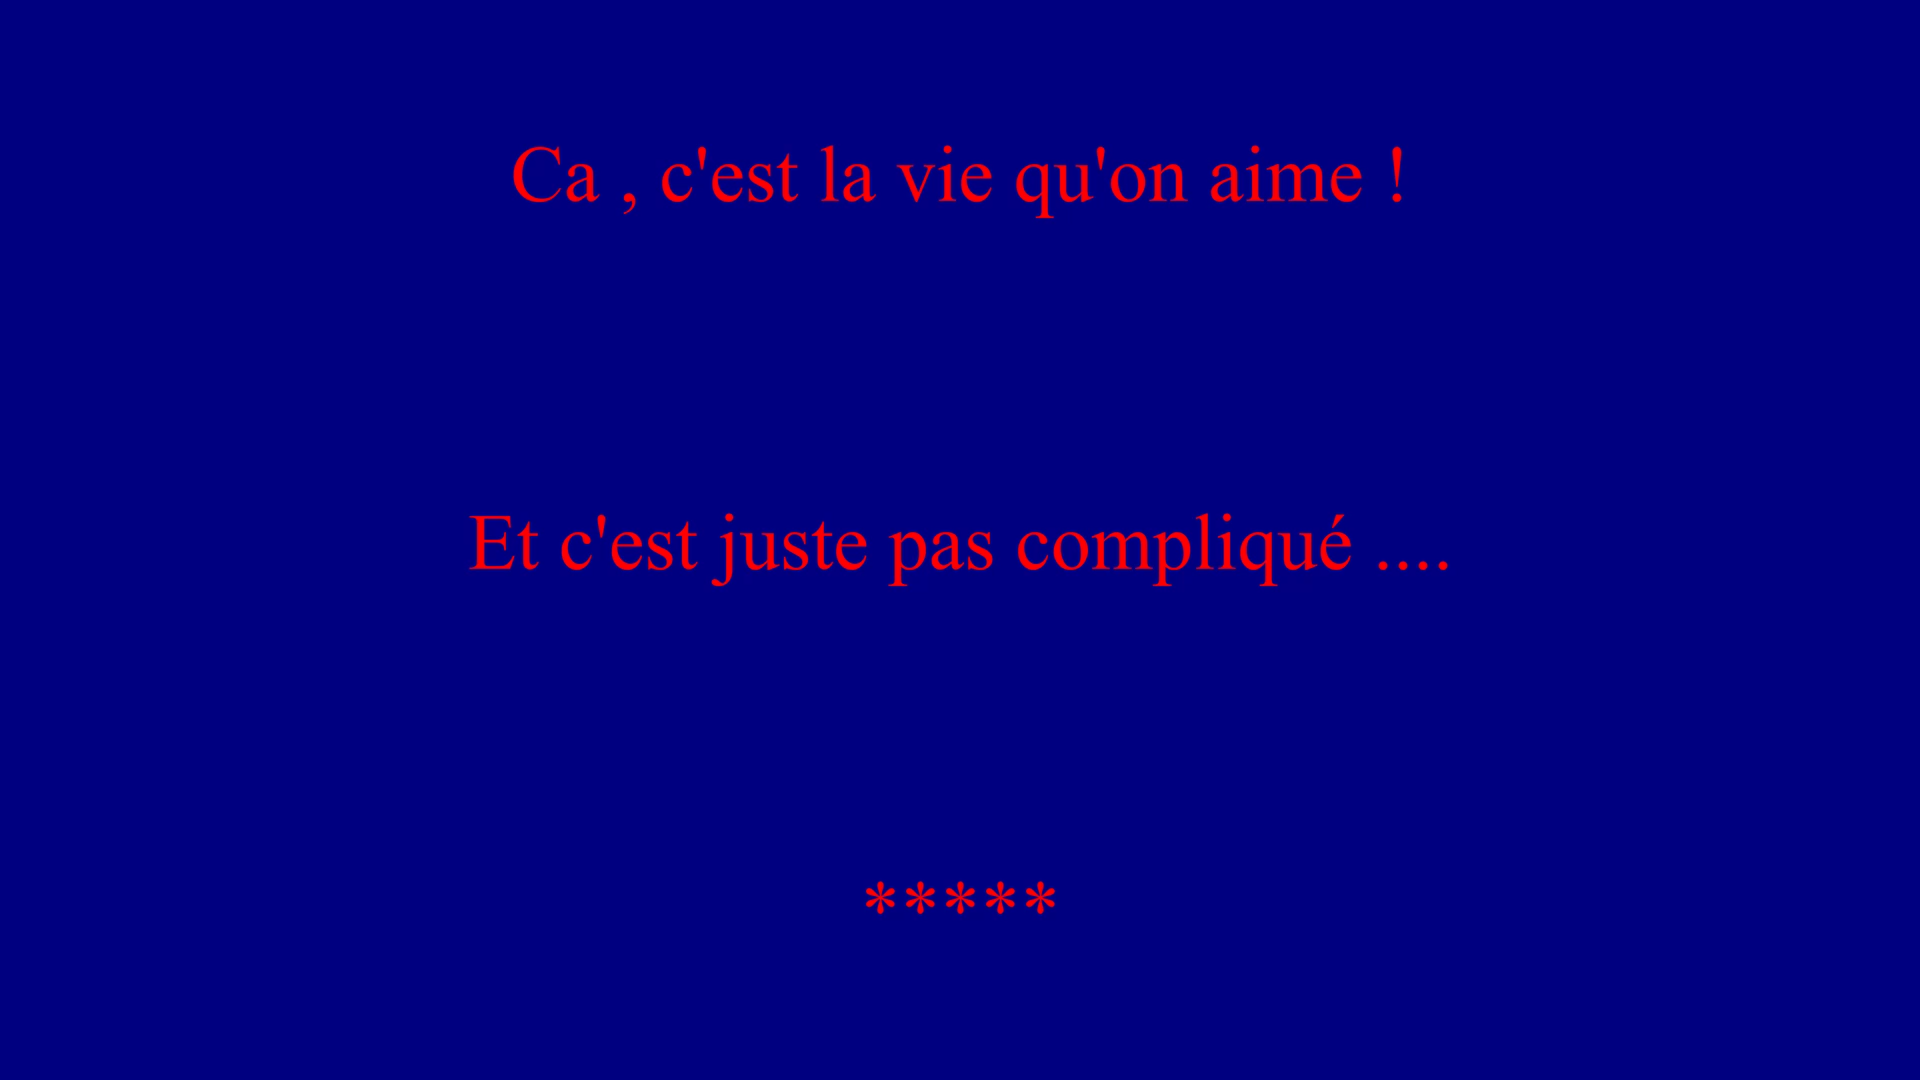 Ca , c'est la vie qu'on aime !
Et c'est juste pas compliqué ....
*****